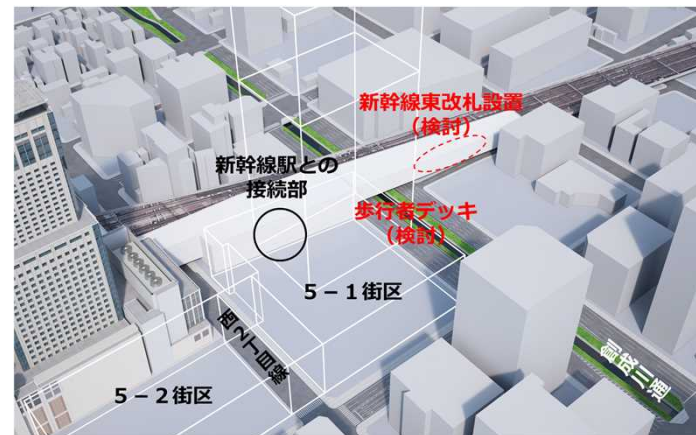 新幹線東改札設置
（検討）
新幹線駅との
接続部
歩行者デッキ
（検討）
５－１街区
西２丁目線
５－２街区
創成川通